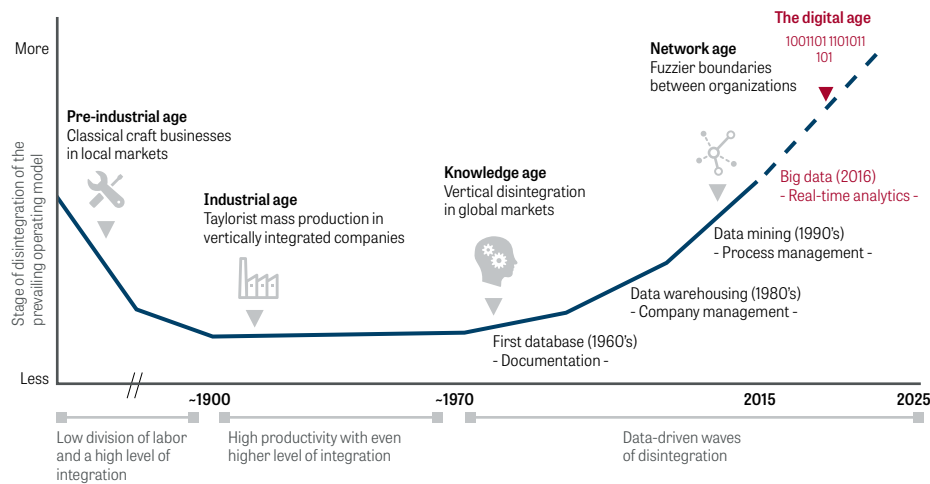 The digital age
1001101 1101011
101
More
Network age
Fuzzier boundaries
between organizations
Pre-industrial age
Classical craft businesses
in local markets
Knowledge age
Vertical disintegration
in global markets
Big data (2016)
- Real-time analytics -
Industrial age
Taylorist mass production in
vertically integrated companies
Stage of disintegration of the
prevailing operating model
Data mining (1990's)
- Process management -
Data warehousing (1980's)
- Company management -
First database (1960's)
- Documentation -
Less
~1900
~1970
2015
2025
Low division of labor
and a high level of
integration
High productivity with even
higher level of integration
Data-driven waves
of disintegration